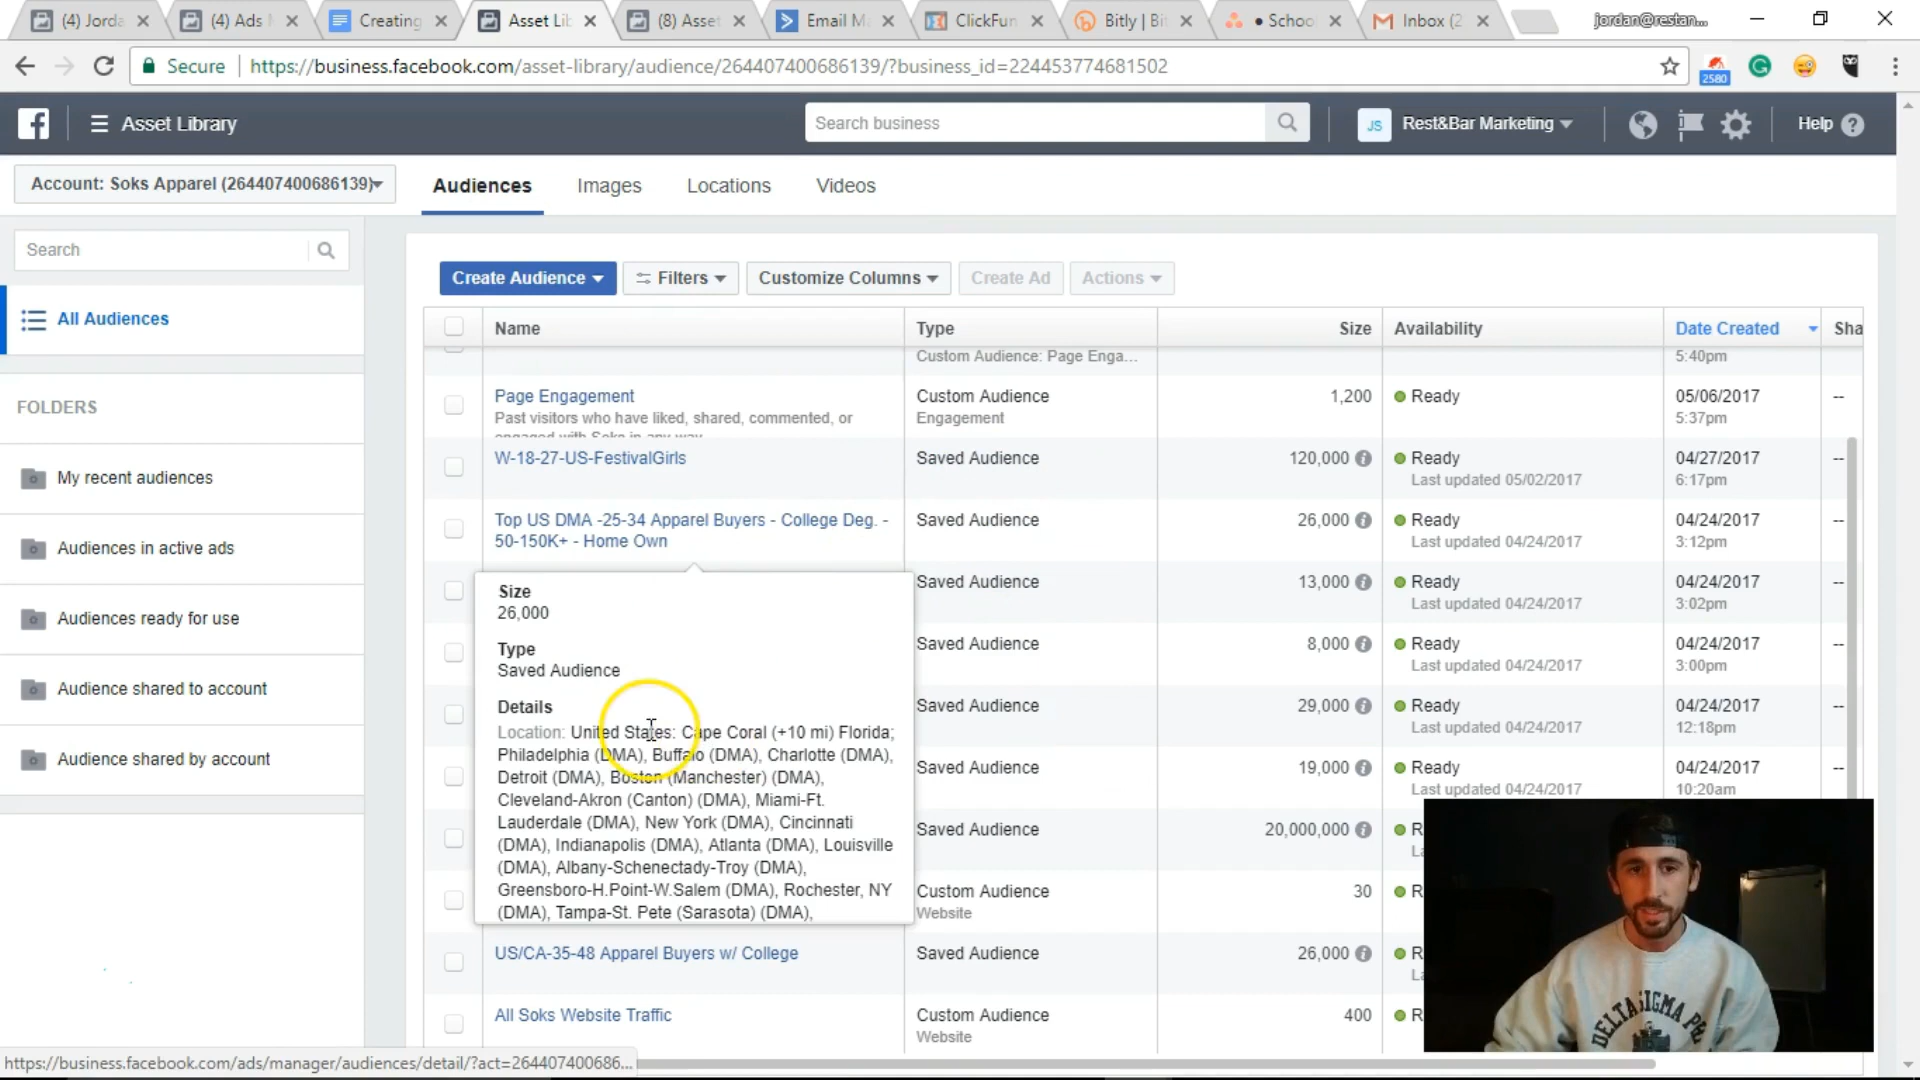 (4) Jorda
(4) Ads
Creating
Asset Lib
(8) Asset
Email M
ClickFun
Bitly | Bi
● Schoo
Inbox (2
jordan@restan...
Secure
https://business.facebook.com/asset-library/audience/264407400686139/?business_id=224453774681502
2580
Asset Library
Search business
JS
Rest&Bar Marketing
Help
Account: Soks Apparel (264407400686139)
Audiences
Images
Locations
Videos
Search
All Audiences
FOLDERS
My recent audiences
Audiences in active ads
Audiences ready for use
Audience shared to account
Audience shared by account
Create Audience
Filters
Customize Columns
Create Ad
Actions
Name
Type
Size
Availability
Date Created
Sha
Custom Audience: Page Enga...
5:40pm
Page Engagement
Past visitors who have liked, shared, commented, or
engaged with Soks in any way
Custom Audience
Engagement
1,200
Ready
05/06/2017
5:37pm
--
W-18-27-US-FestivalGirls
Saved Audience
120,000
Ready
Last updated 05/02/2017
04/27/2017
6:17pm
--
Top US DMA -25-34 Apparel Buyers - College Deg. -
50-150K+ - Home Own
Saved Audience
26,000
Ready
Last updated 04/24/2017
04/24/2017
3:12pm
--
Saved Audience
13,000
Ready
Last updated 04/24/2017
04/24/2017
3:02pm
--
Saved Audience
8,000
Ready
Last updated 04/24/2017
04/24/2017
3:00pm
--
Saved Audience
29,000
Ready
Last updated 04/24/2017
04/24/2017
12:18pm
--
Saved Audience
19,000
Ready
Last updated 04/24/2017
04/24/2017
10:20am
--
Saved Audience
20,000,000
R
La
Custom Audience
Website
30
R
US/CA-35-48 Apparel Buyers w/ College
Saved Audience
26,000
R
La
All Soks Website Traffic
Custom Audience
Website
400
R
Size
26,000
Type
Saved Audience
Details
Location: United States: Cape Coral (+10 mi) Florida;
Philadelphia (DMA), Buffalo (DMA), Charlotte (DMA),
Detroit (DMA), Boston (Manchester) (DMA),
Cleveland-Akron (Canton) (DMA), Miami-Ft.
Lauderdale (DMA), New York (DMA), Cincinnati
(DMA), Indianapolis (DMA), Atlanta (DMA), Louisville
(DMA), Albany-Schenectady-Troy (DMA),
Greensboro-H.Point-W.Salem (DMA), Rochester, NY
(DMA), Tampa-St. Pete (Sarasota) (DMA),
DELTA SIGMA P
https://business.facebook.com/ads/manager/audiences/detail/?act=264407400686...